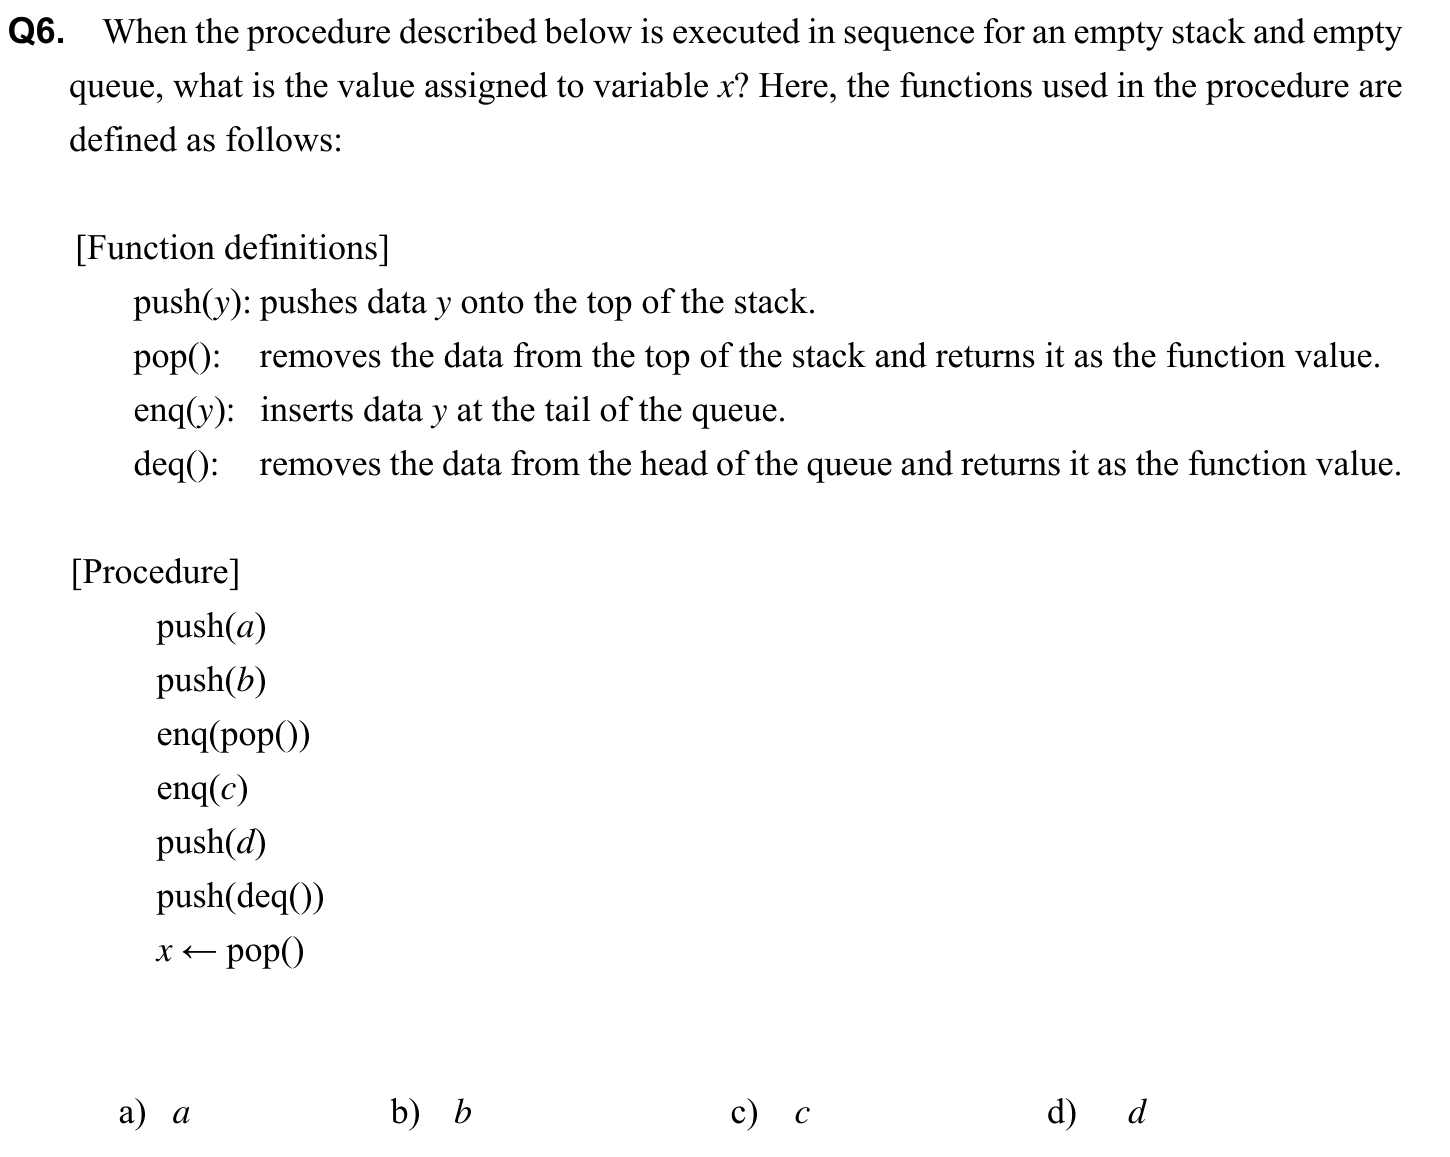 Q6. When the procedure described below is executed in sequence for an empty stack and empty
queue, what is the value assigned to variable x? Here, the functions used in the procedure are
defined as follows:
[Function definitions]
push(y): pushes data y onto the top of the stack.
pop(): removes the data from the top of the stack and returns it as the function value.
enq(y): inserts data y at the tail of the queue.
deq(): removes the data from the head of the queue and returns it as the function value.
[Procedure]
push(a)
push(b)
enq(pop())
enq(c)
push(d)
push(deq())
x ← pop()
a) a b) b c) c d) d